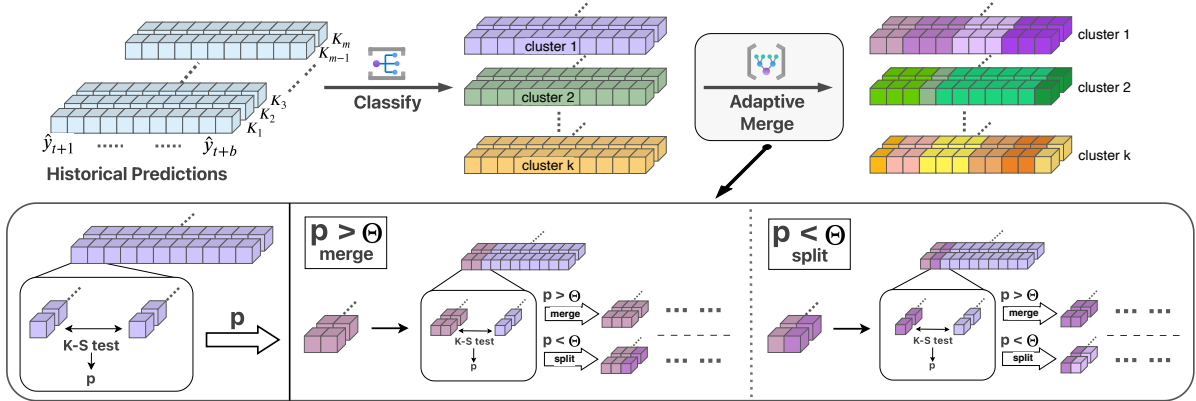 K_m
K_{m-1}
K_3
K_2
K_1
ŷ_{t+1}
ŷ_{t+b}
Historical Predictions
Classify
cluster 1
cluster 2
cluster k
Adaptive
Merge
cluster 1
cluster 2
cluster k
K-S test
p
p
p > Θ
merge
K-S test
p
p > Θ
merge
p < Θ
split
p < Θ
split
K-S test
p
p > Θ
merge
p < Θ
split